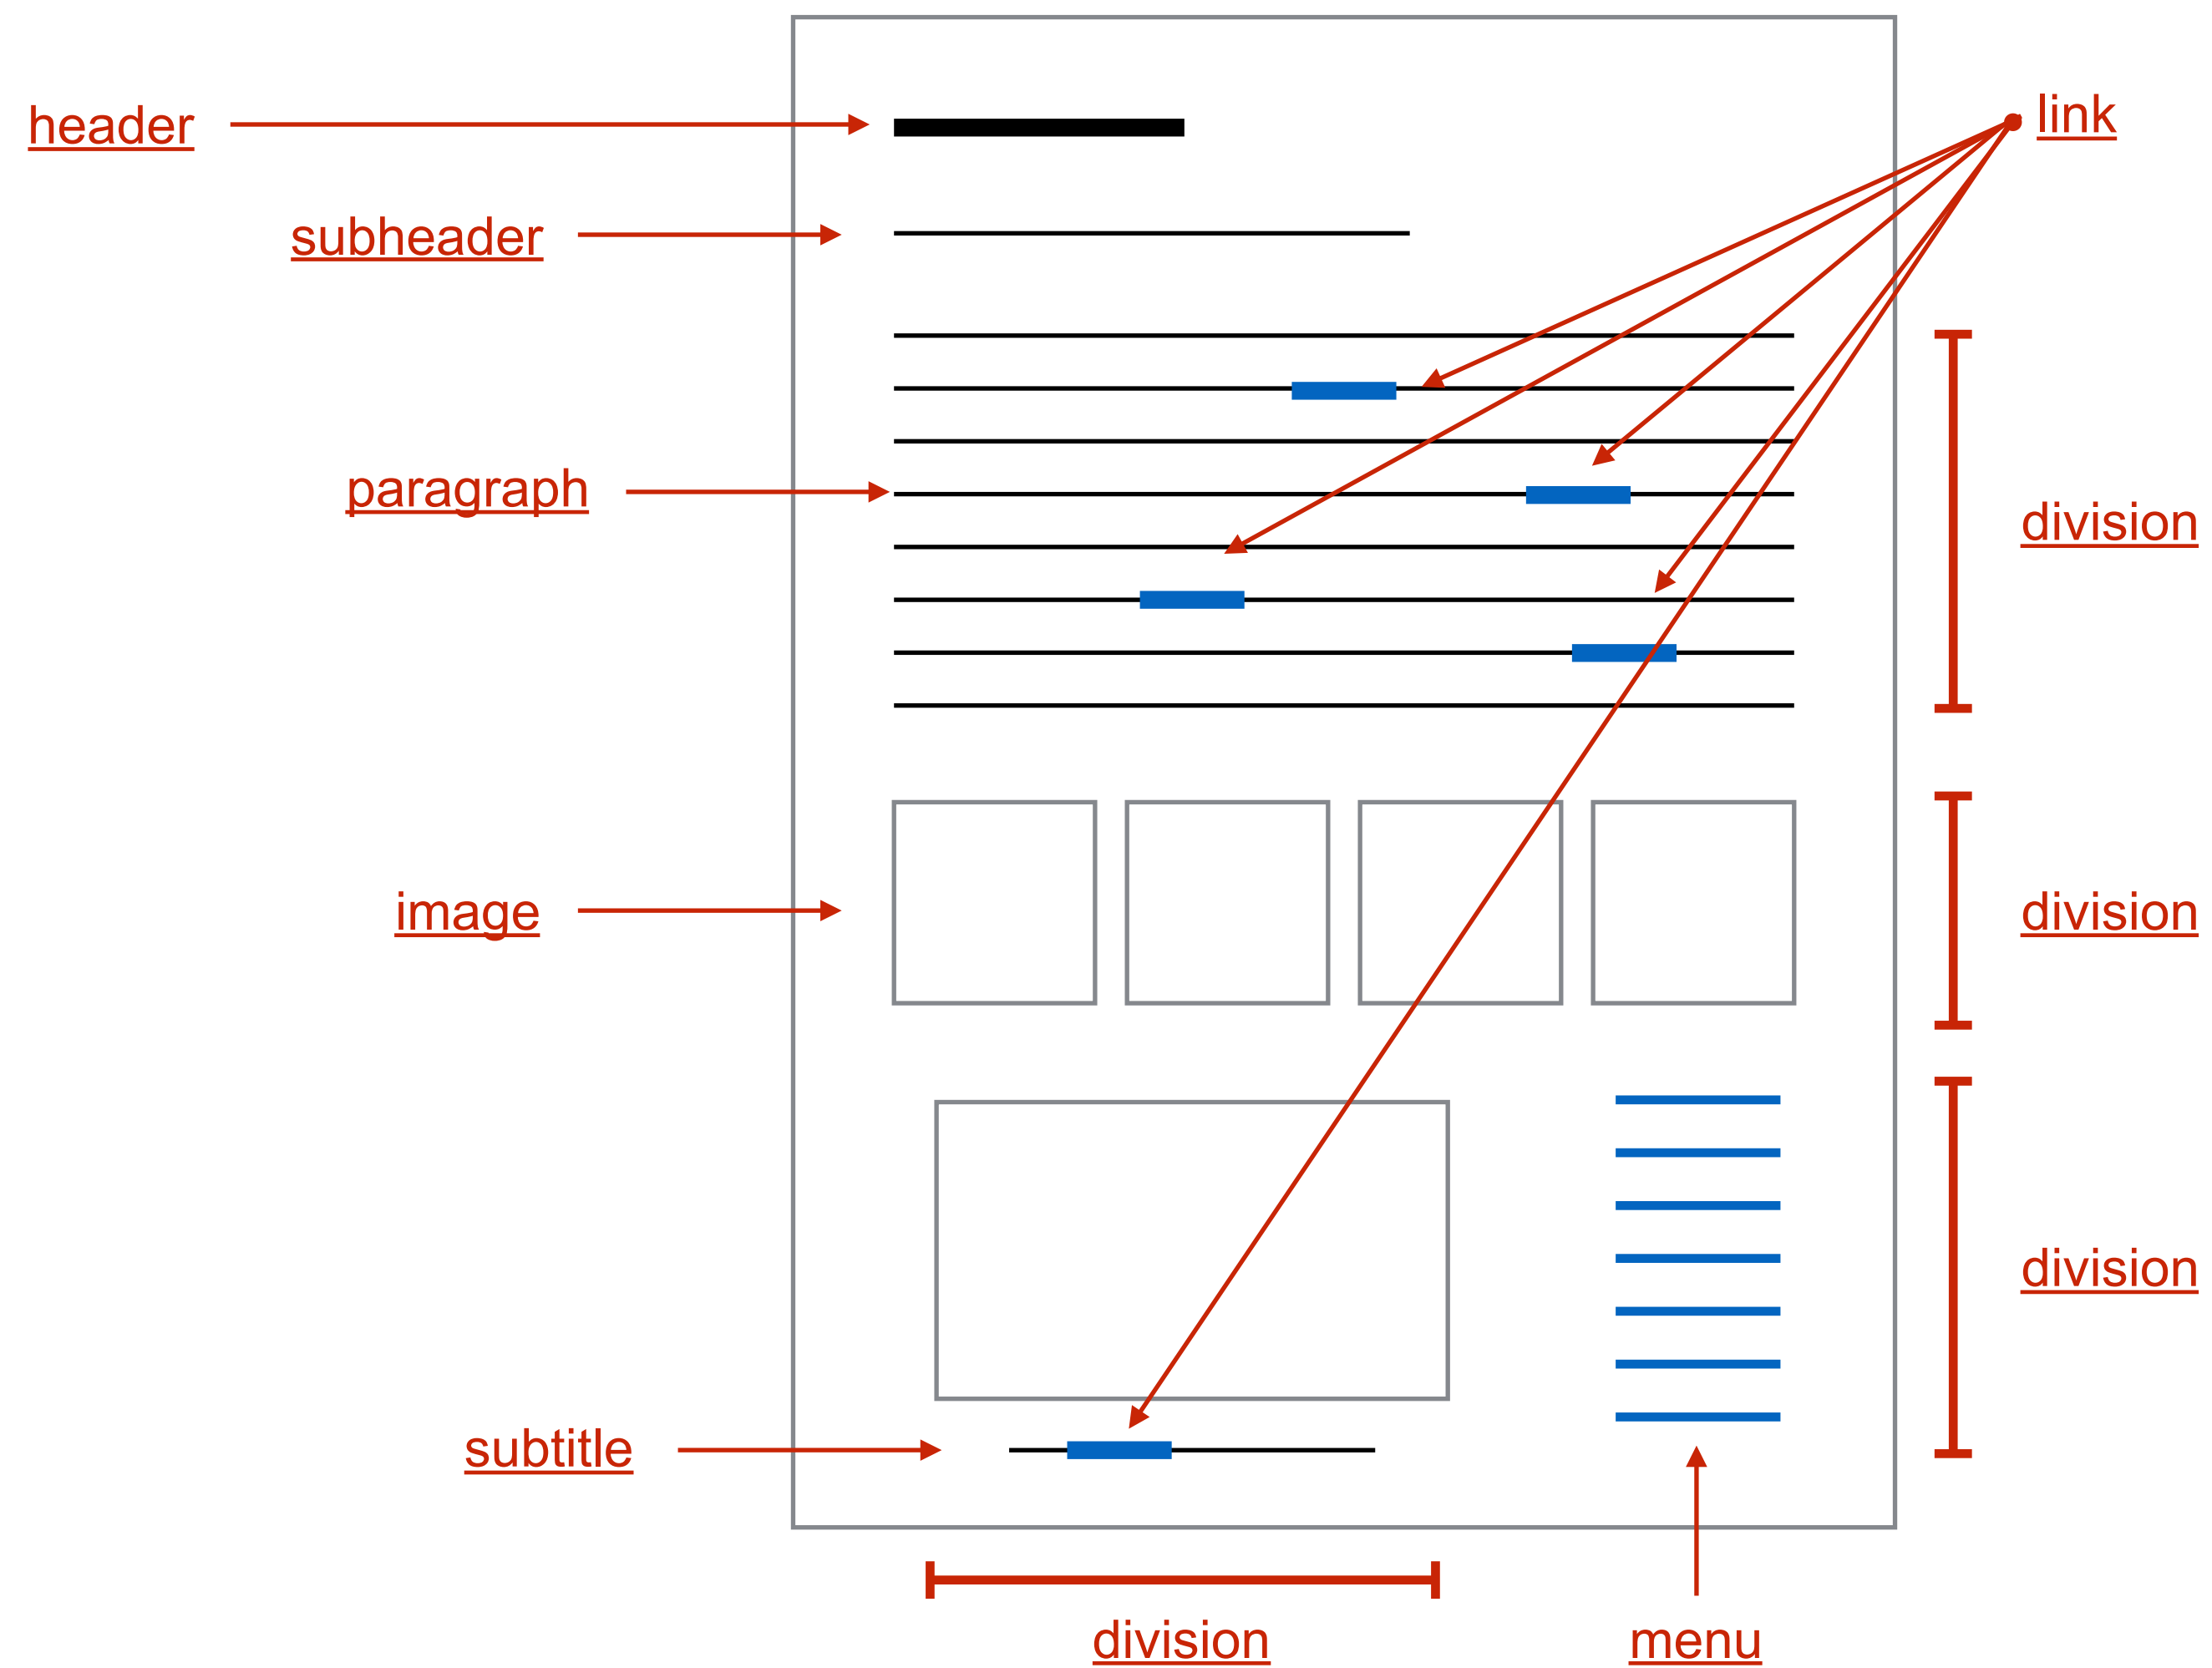 header
link
subheader
paragraph
division
image
division
division
subtitle
division
menu